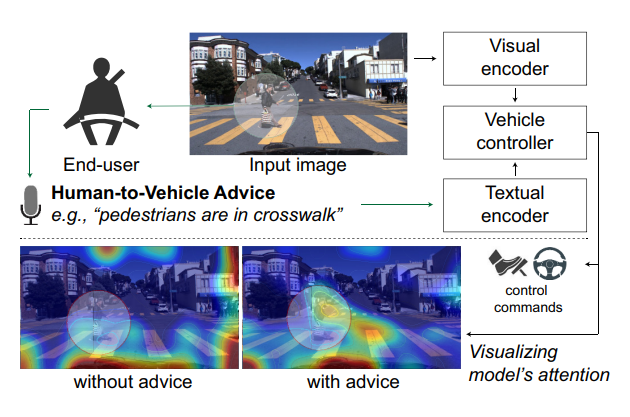 Visual
encoder
Vehicle
controller
End-user
Input image
Human-to-Vehicle Advice
e.g., “pedestrians are in crosswalk”
Textual
encoder
control
commands
without advice
with advice
Visualizing
model’s attention